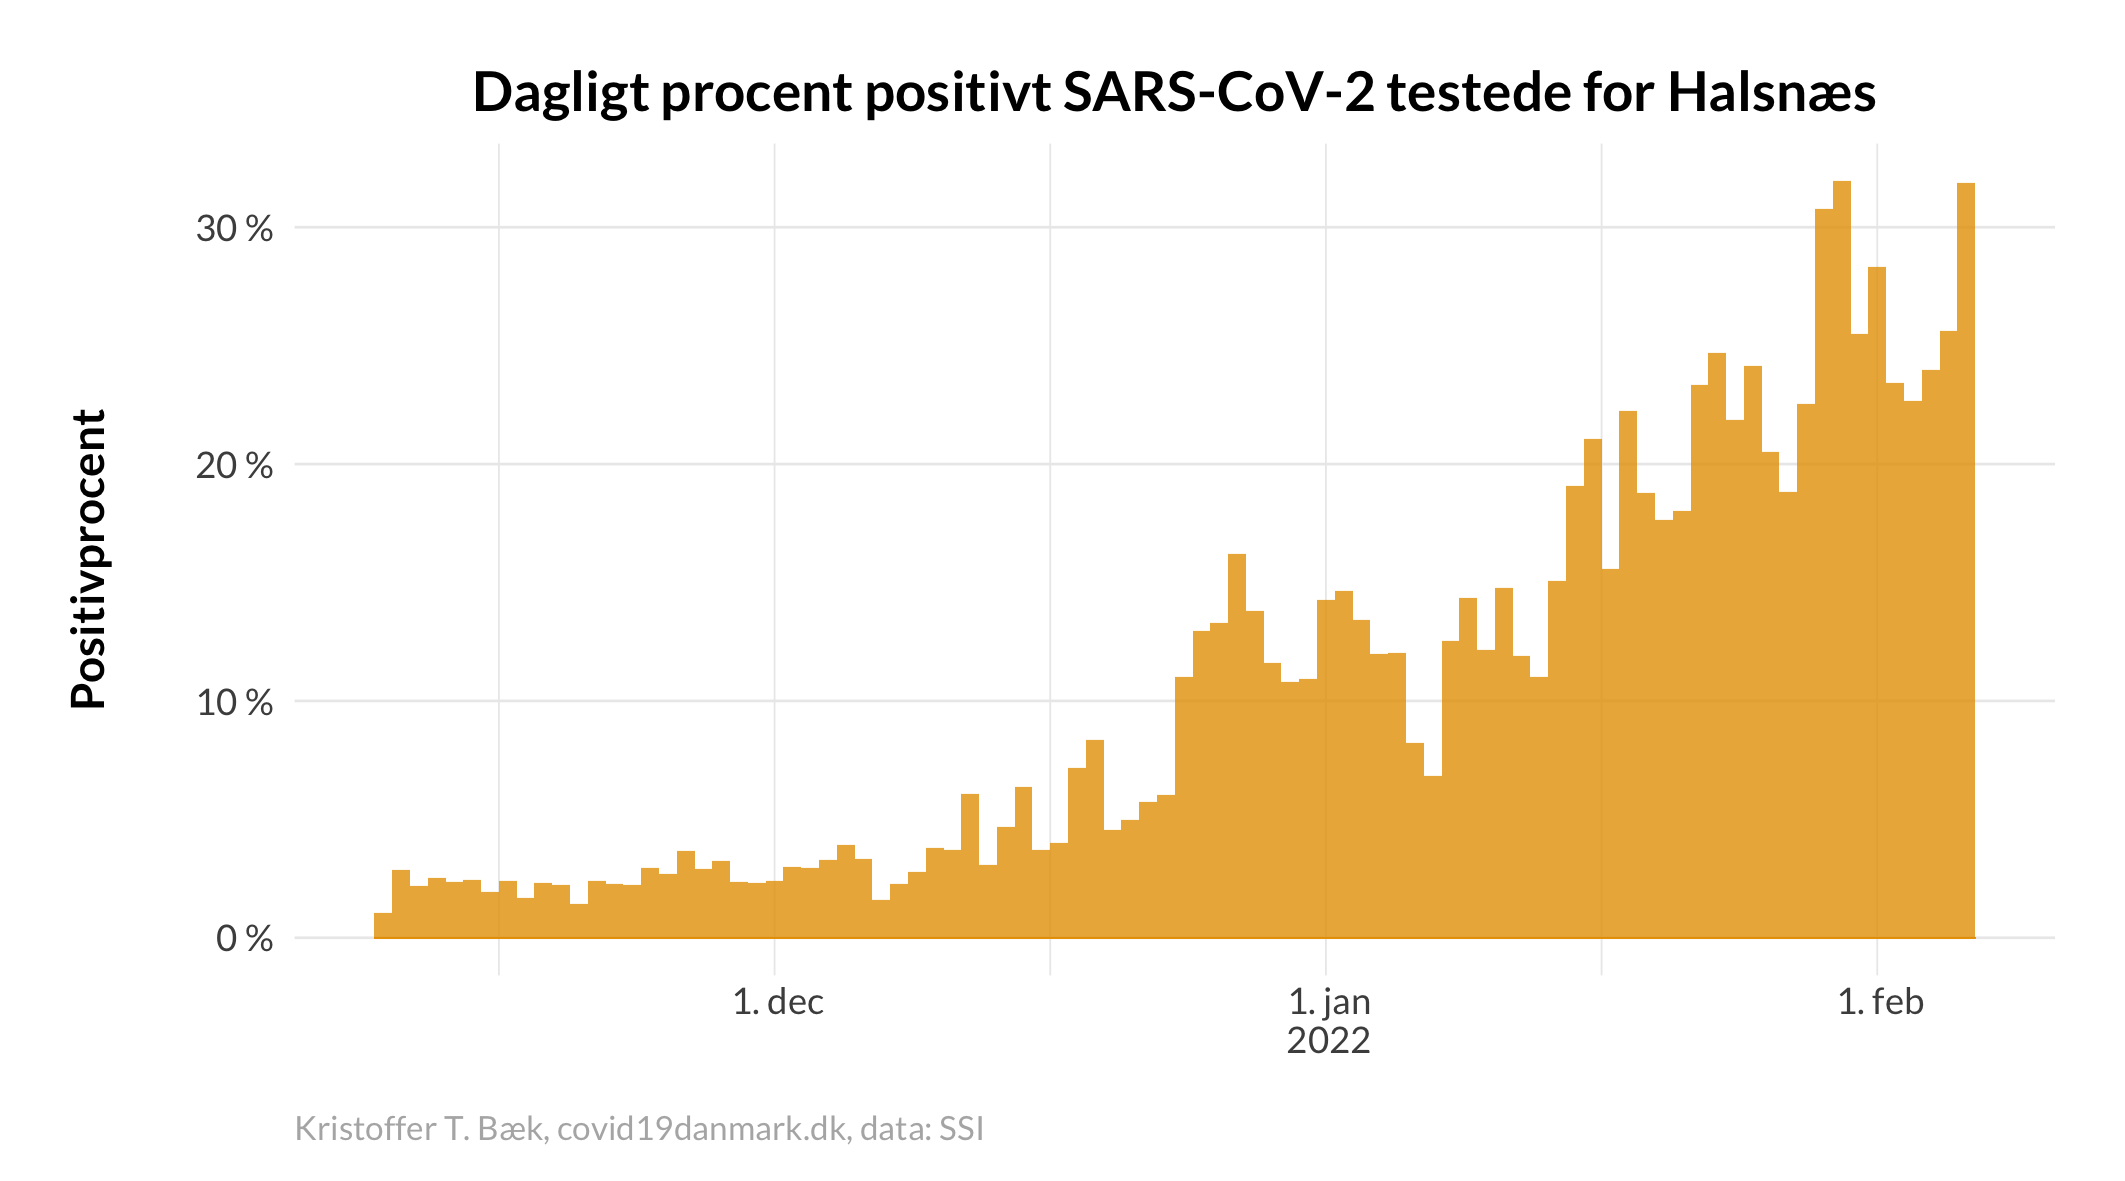 Dagligt procent positivt SARS-CoV-2 testede for Halsnæs
Positivprocent
30 %
20 %
10 %
0 %
1. dec
1. jan
2022
1. feb
Kristoffer T. Bæk, covid19danmark.dk, data: SSI